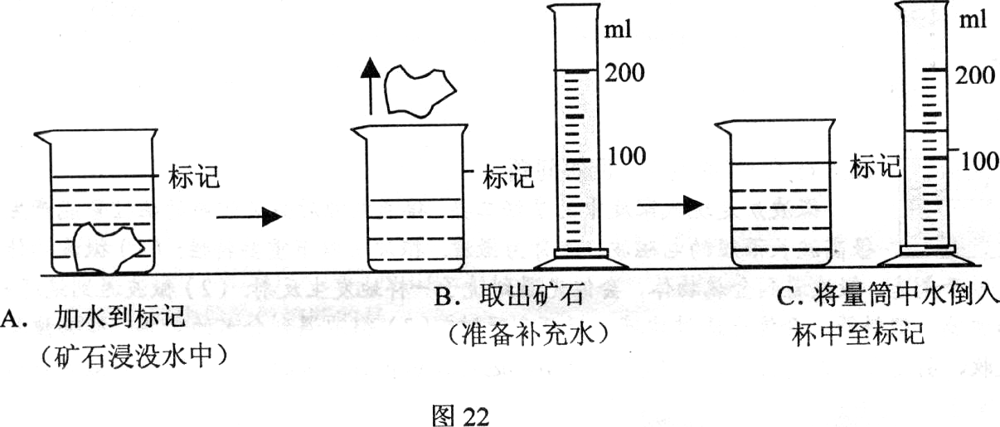 ml
200
100
标记
ml
200
100
标记
标记
A. 加水到标记
(矿石浸没水中)
B. 取出矿石
(准备补充水)
C. 将量筒中水倒入
杯中至标记
图 22